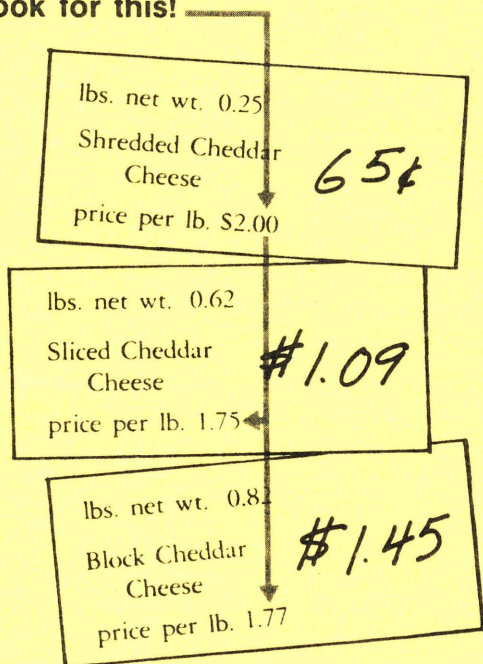 ook for this!
lbs. net wt. 0.25
Shredded Cheddar
Cheese
65¢
price per lb. $2.00
lbs. net wt. 0.62
Sliced Cheddar
Cheese
$1.09
price per lb. 1.75
lbs. net wt. 0.82
Block Cheddar
Cheese
$1.45
price per lb. 1.77